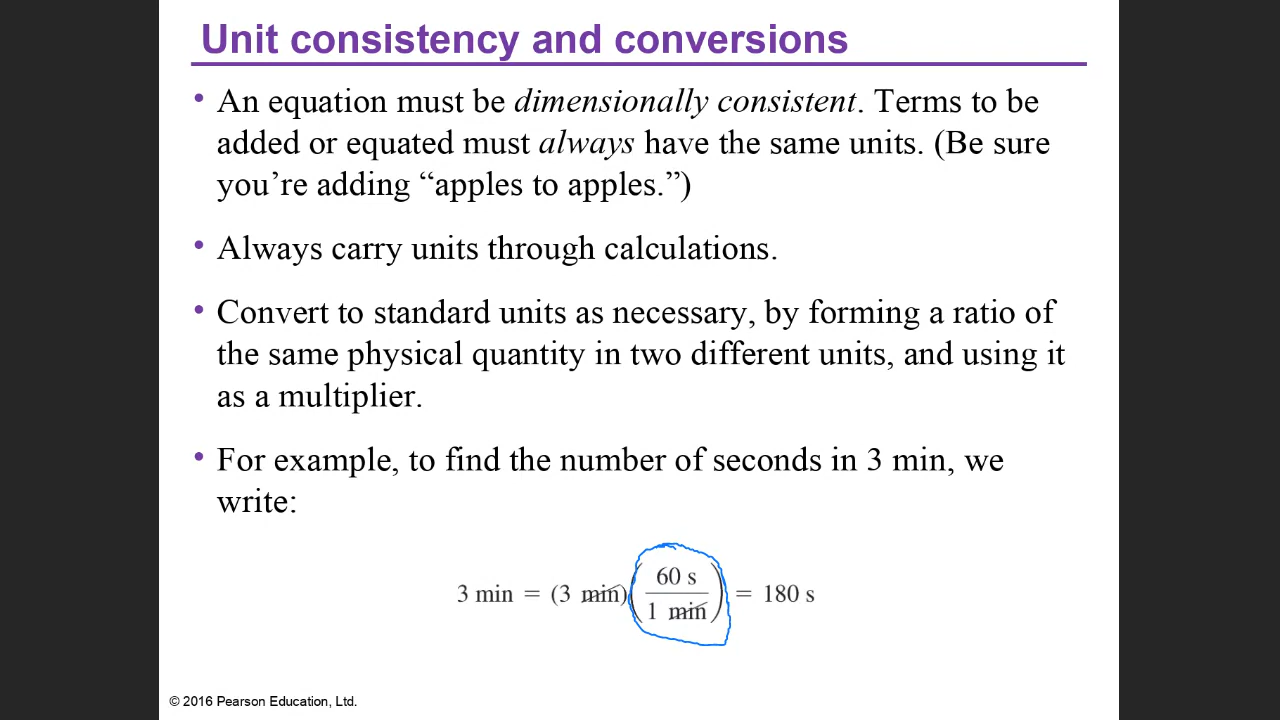 Unit consistency and conversions
• An equation must be dimensionally consistent. Terms to be
added or equated must always have the same units. (Be sure
you’re adding “apples to apples.”)
• Always carry units through calculations.
• Convert to standard units as necessary, by forming a ratio of
the same physical quantity in two different units, and using it
as a multiplier.
• For example, to find the number of seconds in 3 min, we
write:
3 min = (3 min)(60 s / 1 min) = 180 s
© 2016 Pearson Education, Ltd.